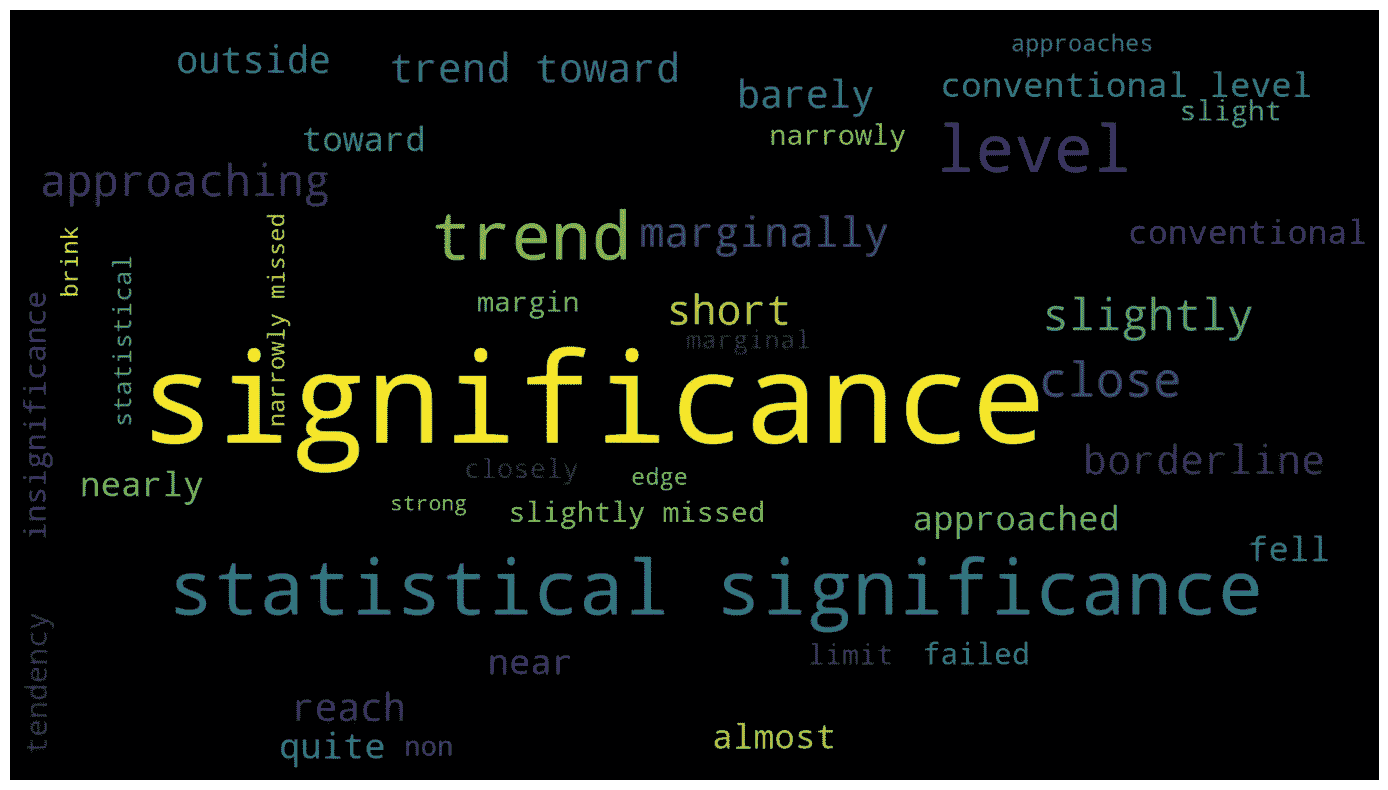 approaches
outside
trend toward
conventional level
barely
slight
toward
narrowly
level
approaching
trend
marginally
conventional
brink
statistical
narrowly missed
insignificance
margin
short
slightly
marginal
significance
close
closely
borderline
nearly
edge
strong
slightly missed
approached
fell
statistical significance
tendency
near
limit
failed
reach
quite
non
almost